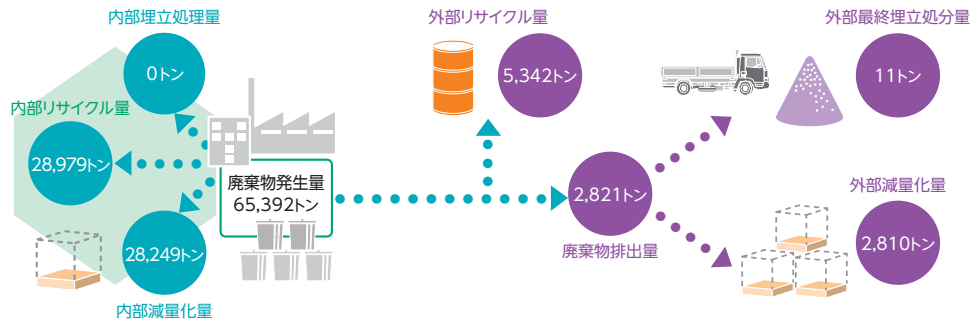 内部埋立処理量
0トン
内部リサイクル量
28,979トン
28,249トン
内部減量化量
廃棄物発生量
65,392トン
外部リサイクル量
5,342トン
2,821トン
廃棄物排出量
外部最終埋立処分量
11トン
外部減量化量
2,810トン